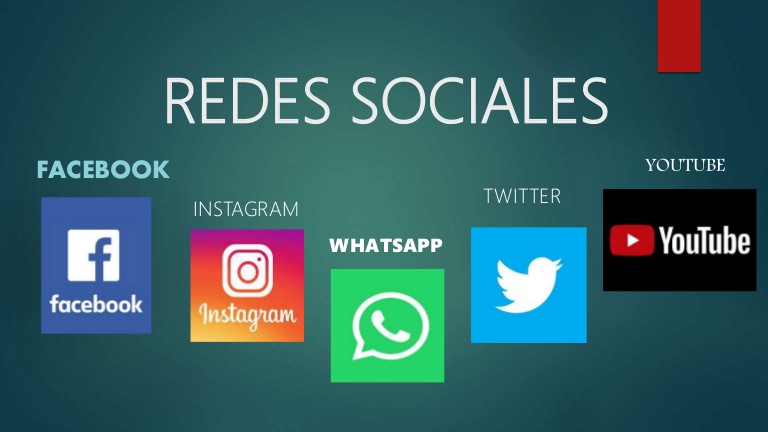 REDES SOCIALES
FACEBOOK
facebook
INSTAGRAM
Instagram
WHATSAPP
TWITTER
YOUTUBE
YouTube